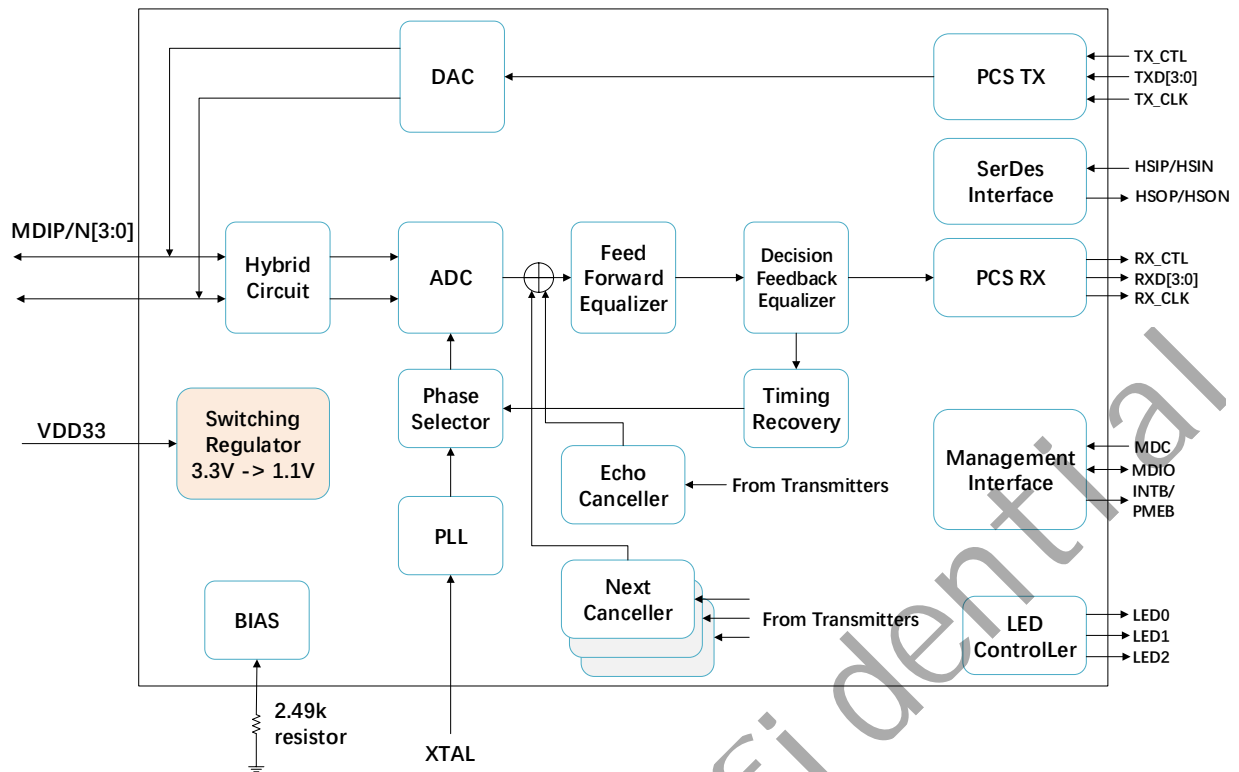 DAC
PCS TX
TX_CTL
TXD[3:0]
TX_CLK
SerDes
Interface
HSIP/HSIN
HSOP/HSON
MDIP/N[3:0]
Hybrid
Circuit
ADC
Feed
Forward
Equalizer
Decision
Feedback
Equalizer
PCS RX
RX_CTL
RXD[3:0]
RX_CLK
VDD33
Switching
Regulator
3.3V -> 1.1V
Phase
Selector
Timing
Recovery
Echo
Canceller
From Transmitters
Management
Interface
MDC
MDIO
INTB/
PMEB
PLL
BIAS
Next
Canceller
From Transmitters
LED
ControlLer
LED0
LED1
LED2
2.49k
resistor
XTAL
fidential